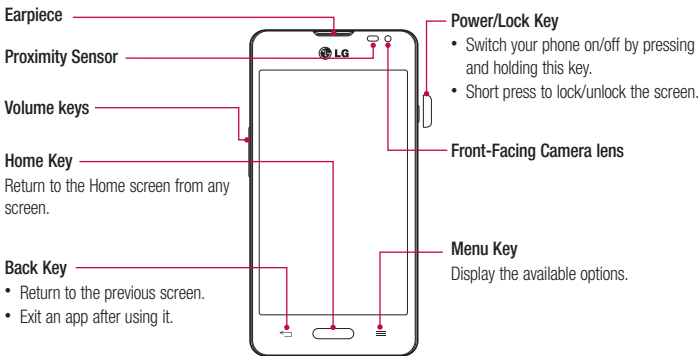 Earpiece
Proximity Sensor
Volume keys
Home Key
Return to the Home screen from any
screen.
Back Key
• Return to the previous screen.
• Exit an app after using it.
LG
Power/Lock Key
• Switch your phone on/off by pressing
and holding this key.
• Short press to lock/unlock the screen.
Front-Facing Camera lens
Menu Key
Display the available options.